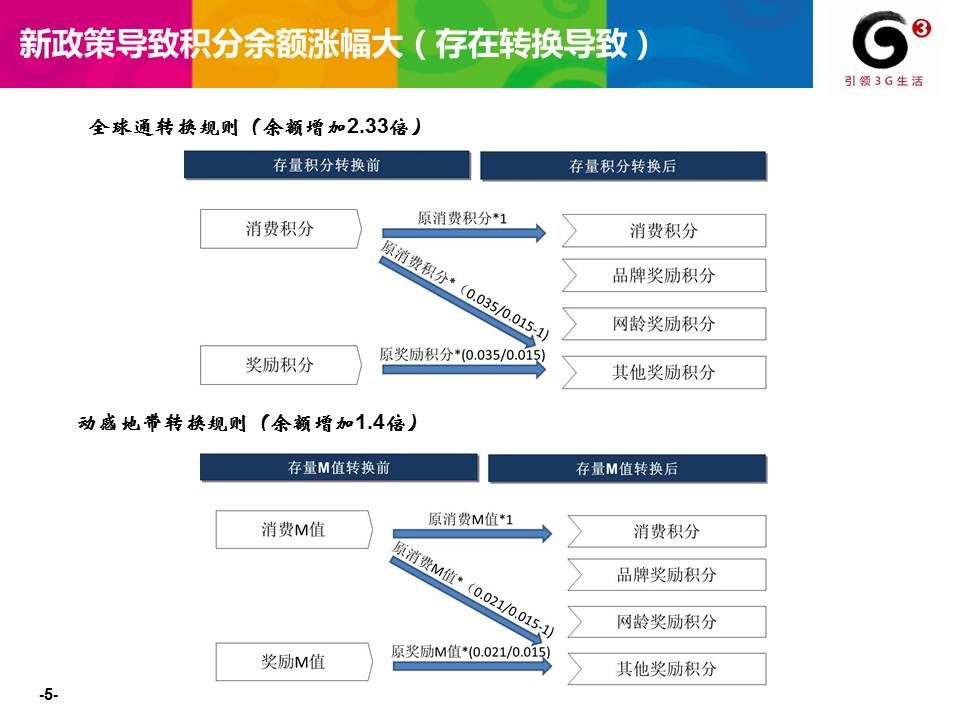 新政策导致积分余额涨幅大（存在转换导致）
3
引领3G生活
全球通转换规则（余额增加2.33倍）
存量积分转换前
存量积分转换后
消费积分
原消费积分*1
消费积分
原消费积分*（0.035/0.015-1)
品牌奖励积分
网龄奖励积分
奖励积分
原奖励积分*(0.035/0.015)
其他奖励积分
动感地带转换规则（余额增加1.4倍）
存量M值转换前
存量M值转换后
消费M值
原消费M值*1
消费积分
原消费M值*（0.021/0.015-1)
品牌奖励积分
网龄奖励积分
奖励M值
原奖励M值*(0.021/0.015)
其他奖励积分
-5-